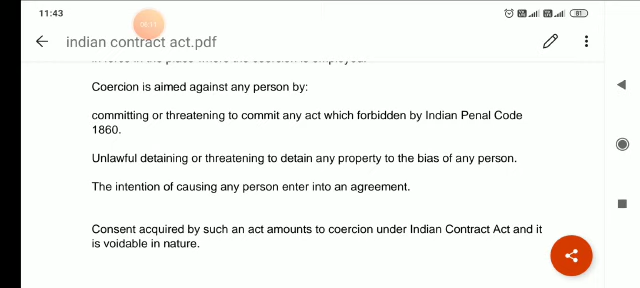 11:43
81
indian contract act.pdf
Coercion is aimed against any person by:
committing or threatening to commit any act which forbidden by Indian Penal Code
1860.
Unlawful detaining or threatening to detain any property to the bias of any person.
The intention of causing any person enter into an agreement.
Consent acquired by such an act amounts to coercion under Indian Contract Act and it
is voidable in nature.